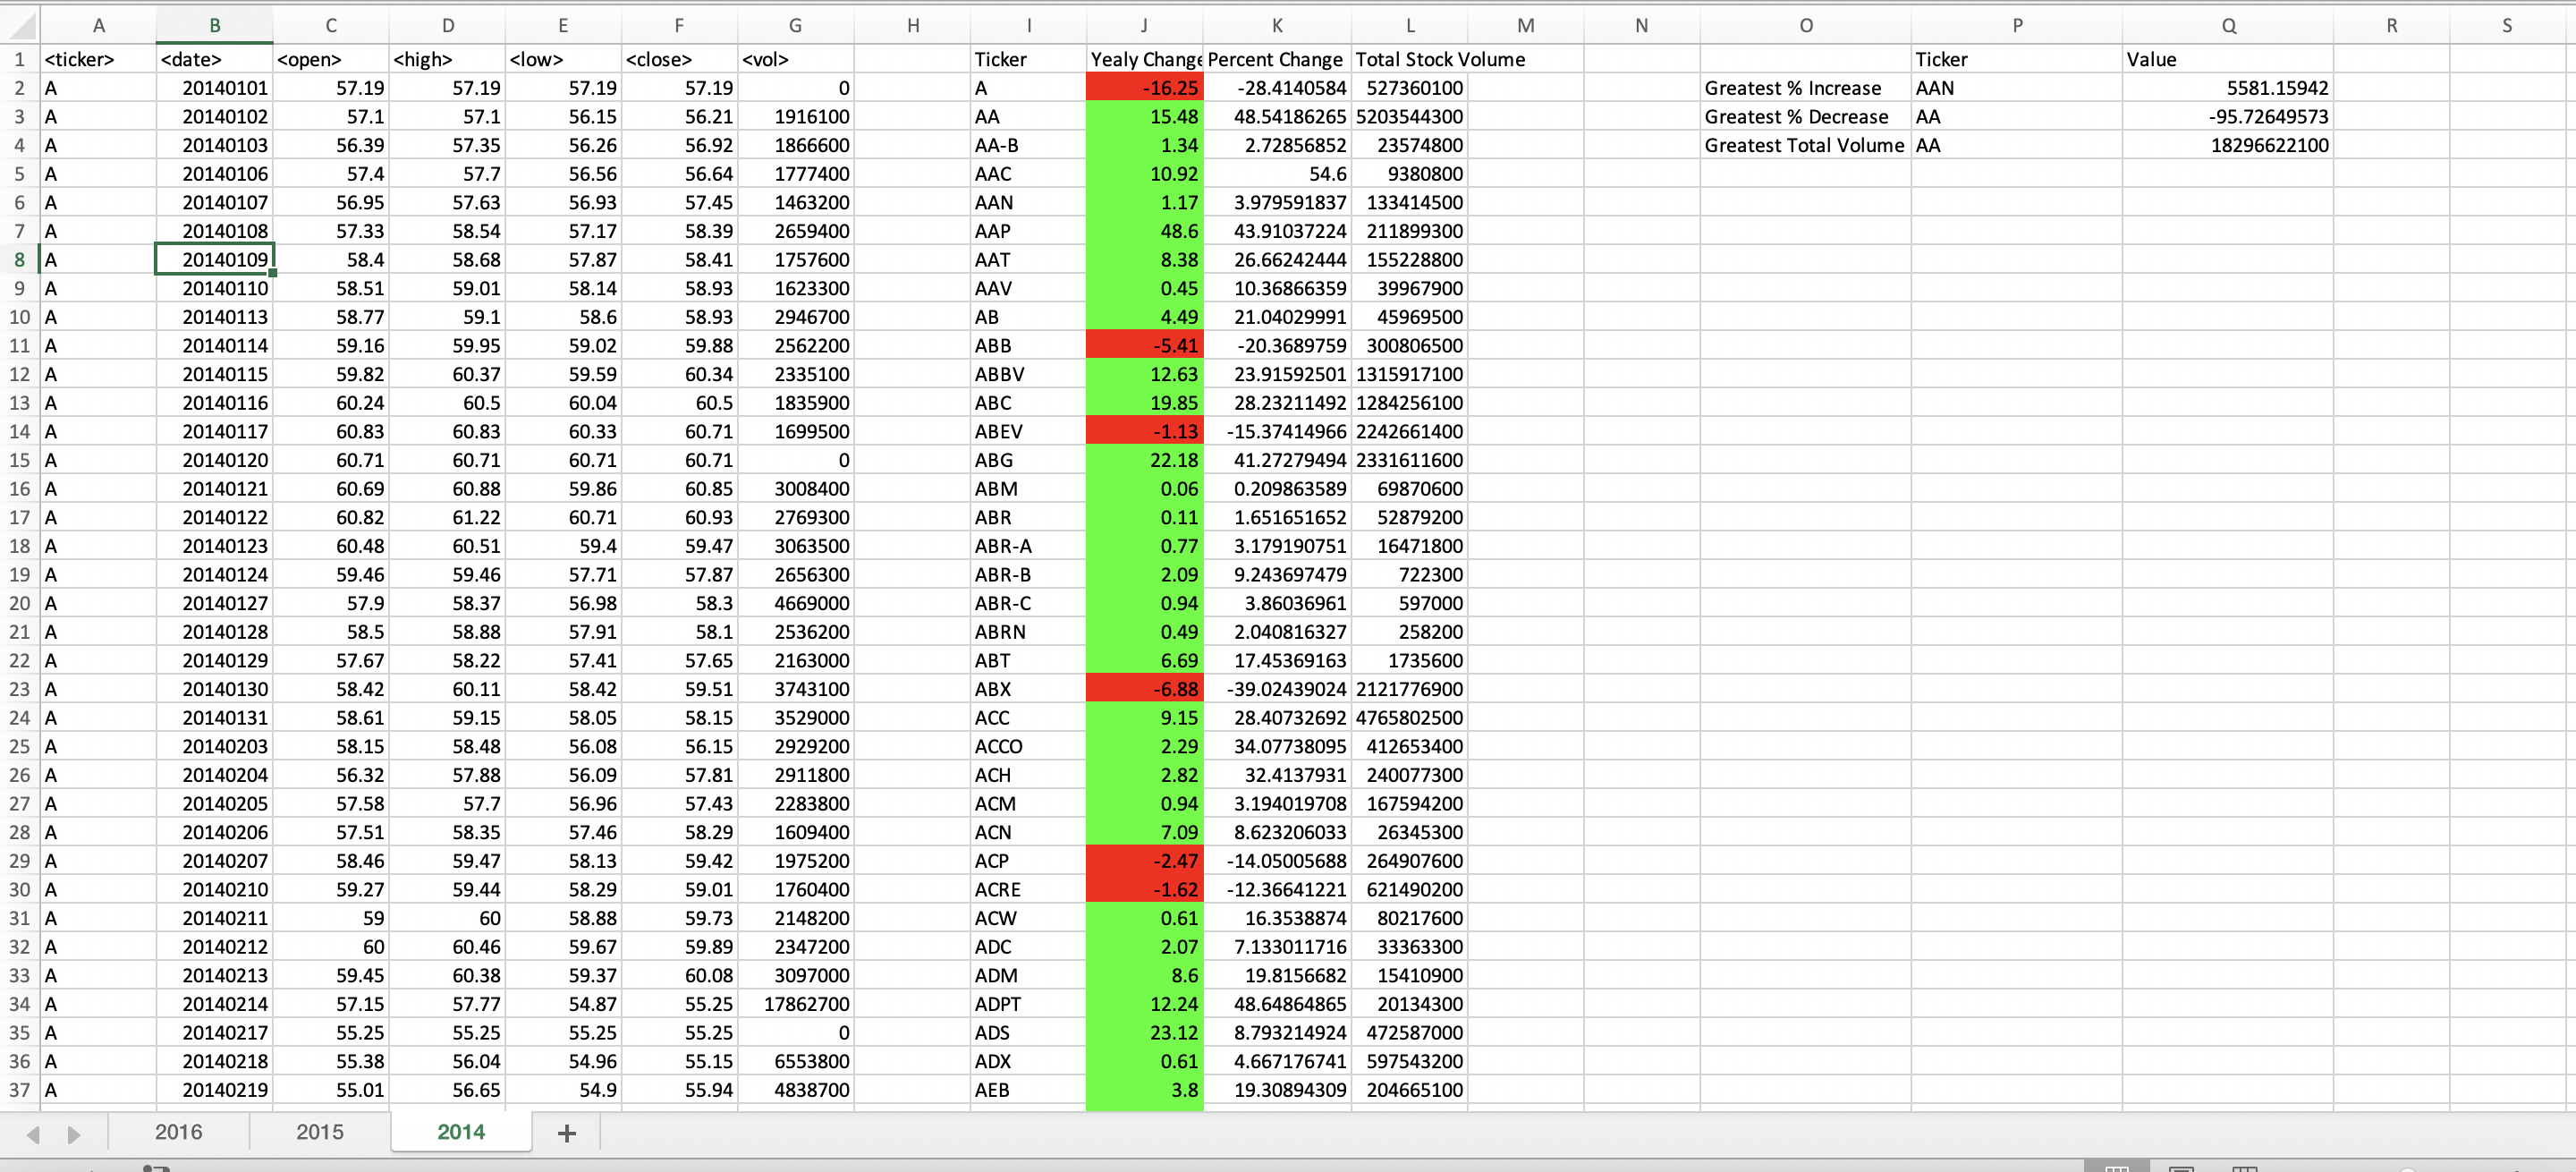 A B C D E F G H I J K L M N O P Q R S
1 <ticker> <date> <open> <high> <low> <close> <vol> Ticker Yealy Change Percent Change Total Stock Volume Ticker Value
2 A 20140101 57.19 57.19 57.19 57.19 0 A -16.25 -28.4140584 527360100 Greatest % Increase AAN 5581.15942
3 A 20140102 57.1 57.1 56.15 56.21 1916100 AA 15.48 48.54186265 5203544300 Greatest % Decrease AA -95.72649573
4 A 20140103 56.39 57.35 56.26 56.92 1866600 AA-B 1.34 2.72856852 23574800 Greatest Total Volume AA 18296622100
5 A 20140106 57.4 57.7 56.56 56.64 1777400 AAC 10.92 54.6 9380800
6 A 20140107 56.95 57.63 56.93 57.45 1463200 AAN 1.17 3.979591837 133414500
7 A 20140108 57.33 58.54 57.17 58.39 2659400 AAP 48.6 43.91037224 211899300
8 A 20140109 58.4 58.68 57.87 58.41 1757600 AAT 8.38 26.66242444 155228800
9 A 20140110 58.51 59.01 58.14 58.93 1623300 AAV 0.45 10.36866359 39967900
10 A 20140113 58.77 59.1 58.6 58.93 2946700 AB 4.49 21.04029991 45969500
11 A 20140114 59.16 59.95 59.02 59.88 2562200 ABB -5.41 -20.3689759 300806500
12 A 20140115 59.82 60.37 59.59 60.34 2335100 ABBV 12.63 23.91592501 1315917100
13 A 20140116 60.24 60.5 60.04 60.5 1835900 ABC 19.85 28.23211492 1284256100
14 A 20140117 60.83 60.83 60.33 60.71 1699500 ABEV -1.13 -15.37414966 2242661400
15 A 20140120 60.71 60.71 60.71 60.71 0 ABG 22.18 41.27279494 2331611600
16 A 20140121 60.69 60.88 59.86 60.85 3008400 ABM 0.06 0.209863589 69870600
17 A 20140122 60.82 61.22 60.71 60.93 2769300 ABR 0.11 1.651651652 52879200
18 A 20140123 60.48 60.51 59.4 59.47 3063500 ABR-A 0.77 3.179190751 16471800
19 A 20140124 59.46 59.46 57.71 57.87 2656300 ABR-B 2.09 9.243697479 722300
20 A 20140127 57.9 58.37 56.98 58.3 4669000 ABR-C 0.94 3.86036961 597000
21 A 20140128 58.5 58.88 57.91 58.1 2536200 ABRN 0.49 2.040816327 258200
22 A 20140129 57.67 58.22 57.41 57.65 2163000 ABT 6.69 17.45369163 1735600
23 A 20140130 58.42 60.11 58.42 59.51 3743100 ABX -6.88 -39.02439024 2121776900
24 A 20140131 58.61 59.15 58.05 58.15 3529000 ACC 9.15 28.40732692 4765802500
25 A 20140203 58.15 58.48 56.08 56.15 2929200 ACCO 2.29 34.07738095 412653400
26 A 20140204 56.32 57.88 56.09 57.81 2911800 ACH 2.82 32.4137931 240077300
27 A 20140205 57.58 57.7 56.96 57.43 2283800 ACM 0.94 3.194019708 167594200
28 A 20140206 57.51 58.35 57.46 58.29 1609400 ACN 7.09 8.623206033 26345300
29 A 20140207 58.46 59.47 58.13 59.42 1975200 ACP -2.47 -14.05005688 264907600
30 A 20140210 59.27 59.44 58.29 59.01 1760400 ACRE -1.62 -12.36641221 621490200
31 A 20140211 59 60 58.88 59.73 2148200 ACW 0.61 16.3538874 80217600
32 A 20140212 60 60.46 59.67 59.89 2347200 ADC 2.07 7.133011716 33363300
33 A 20140213 59.45 60.38 59.37 60.08 3097000 ADM 8.6 19.8156682 15410900
34 A 20140214 57.15 57.77 54.87 55.25 17862700 ADPT 12.24 48.64864865 20134300
35 A 20140217 55.25 55.25 55.25 55.25 0 ADS 23.12 8.793214924 472587000
36 A 20140218 55.38 56.04 54.96 55.15 6553800 ADX 0.61 4.667176741 597543200
37 A 20140219 55.01 56.65 54.9 55.94 4838700 AEB 3.8 19.30894309 204665100
2016 2015 2014 +